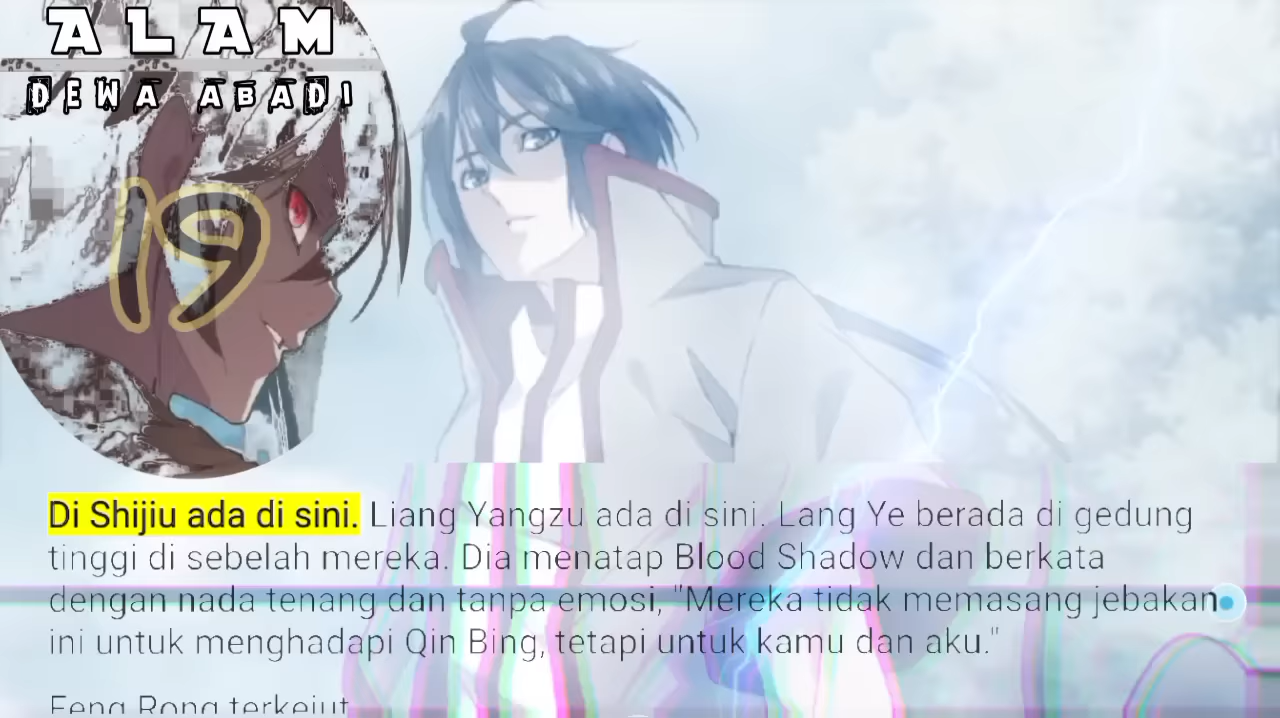 ALAM
DEWA ABADI
19
Di Shijiu ada di sini. Liang Yangzu ada di sini. Lang Ye berada di gedung
tinggi di sebelah mereka. Dia menatap Blood Shadow dan berkata
dengan nada tenang dan tanpa emosi, "Mereka tidak memasang jebakan
ini untuk menghadapi Qin Bing, tetapi untuk kamu dan aku."
Feng Rong terkejut